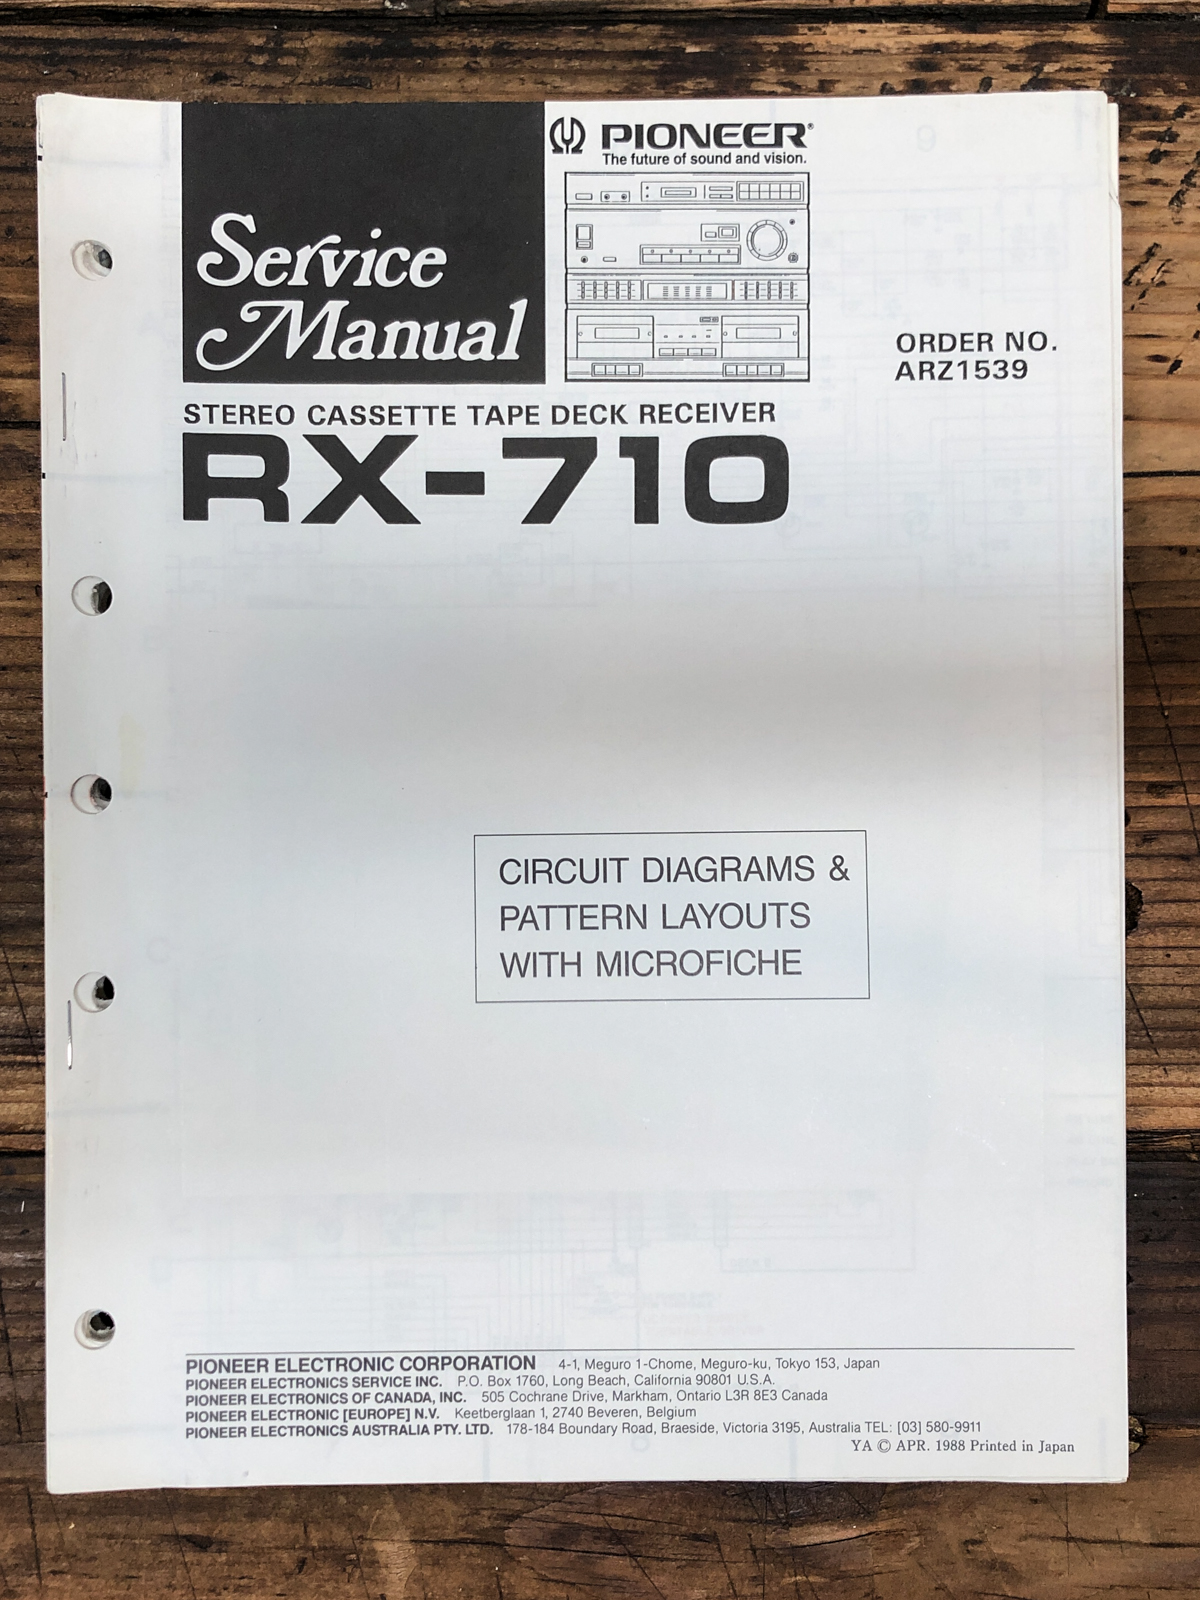 Service
Manual
PIONEER®
The future of sound and vision.
ORDER NO.
ARZ1539
STEREO CASSETTE TAPE DECK RECEIVER
RX-710
CIRCUIT DIAGRAMS &
PATTERN LAYOUTS
WITH MICROFICHE
PIONEER ELECTRONIC CORPORATION 4-1, Meguro 1-Chome, Meguro-ku, Tokyo 153, Japan
PIONEER ELECTRONICS SERVICE INC. P.O. Box 1760, Long Beach, California 90801 U.S.A.
PIONEER ELECTRONICS OF CANADA, INC. 505 Cochrane Drive, Markham, Ontario L3R 8E3 Canada
PIONEER ELECTRONIC [EUROPE] N.V. Keetberglaan 1, 2740 Beveren, Belgium
PIONEER ELECTRONICS AUSTRALIA PTY. LTD. 178-184 Boundary Road, Braeside, Victoria 3195, Australia TEL: [03] 580-9911
YA © APR. 1988 Printed in Japan